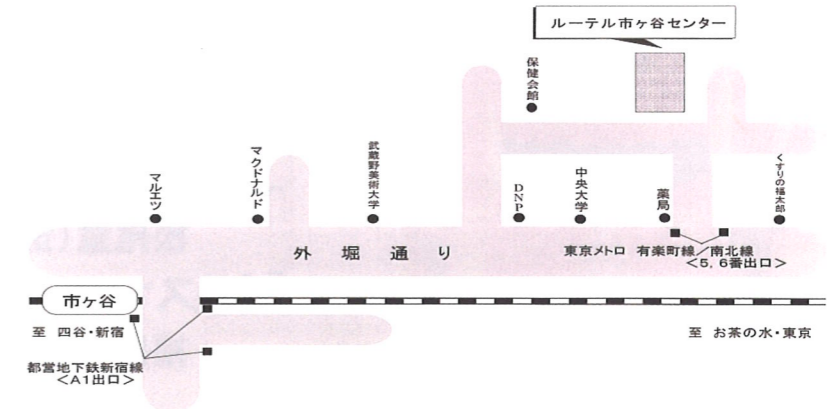 ルーテル市ヶ谷センター
保健会館
マルエツ
マクドナルド
武蔵野美術大学
DNP
中央大学
薬局
くすりの福太郎
外堀通り
東京メトロ 有楽町線/南北線
<5,6番出口>
市ヶ谷
至 四谷・新宿
至 お茶の水・東京
都営地下鉄新宿線
<A1出口>